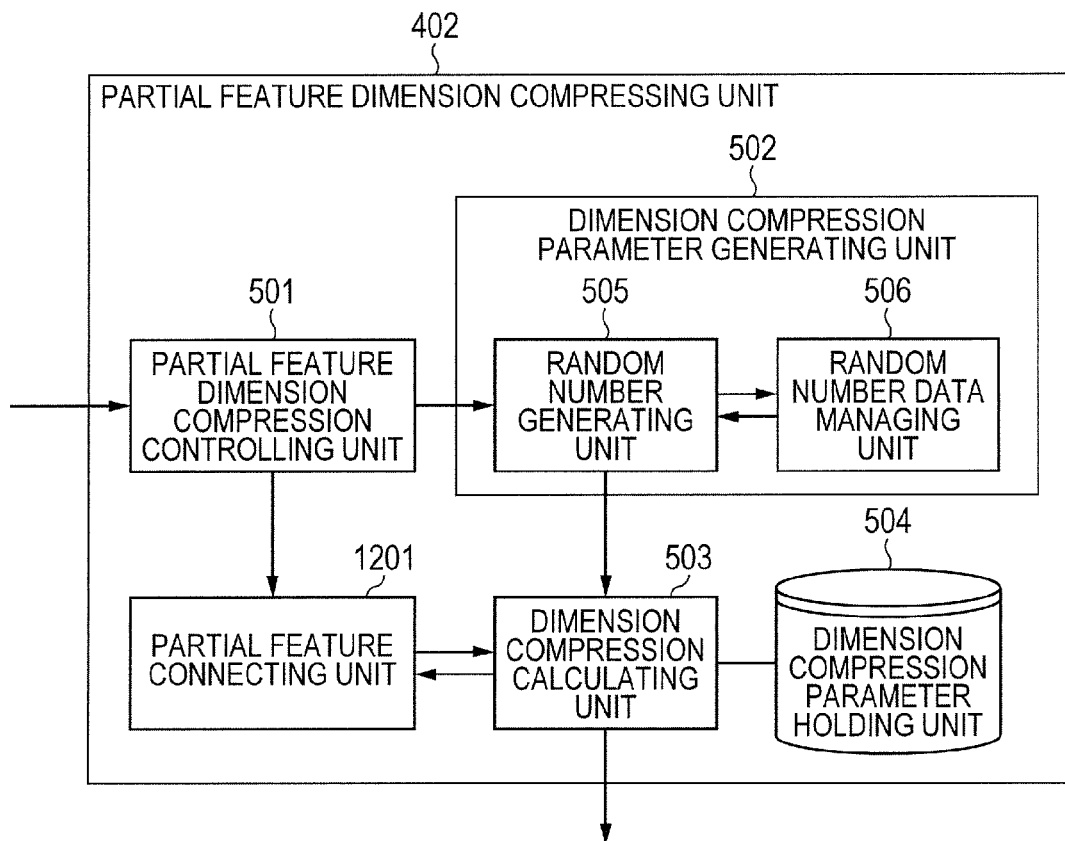 402
PARTIAL FEATURE DIMENSION COMPRESSING UNIT
502
DIMENSION COMPRESSION
PARAMETER GENERATING UNIT
501
PARTIAL FEATURE
DIMENSION
COMPRESSION
CONTROLLING UNIT
505
RANDOM
NUMBER
GENERATING
UNIT
506
RANDOM
NUMBER DATA
MANAGING
UNIT
1201
PARTIAL FEATURE
CONNECTING UNIT
503
DIMENSION
COMPRESSION
CALCULATING
UNIT
504
DIMENSION
COMPRESSION
PARAMETER
HOLDING UNIT